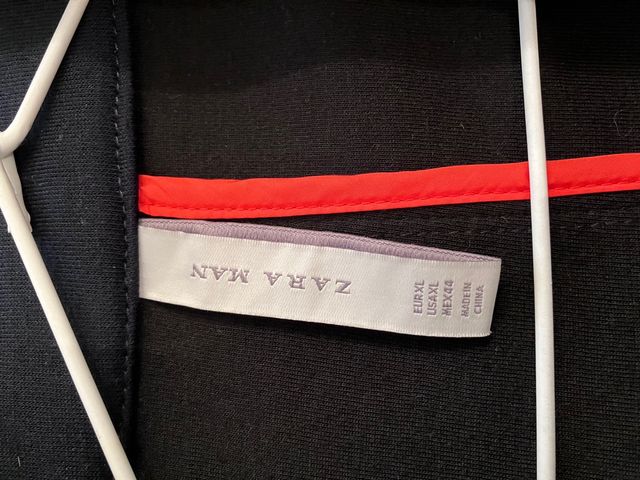 ZARA MAN
EUR XL
USA XL
MEX 44
MADE IN
CHINA